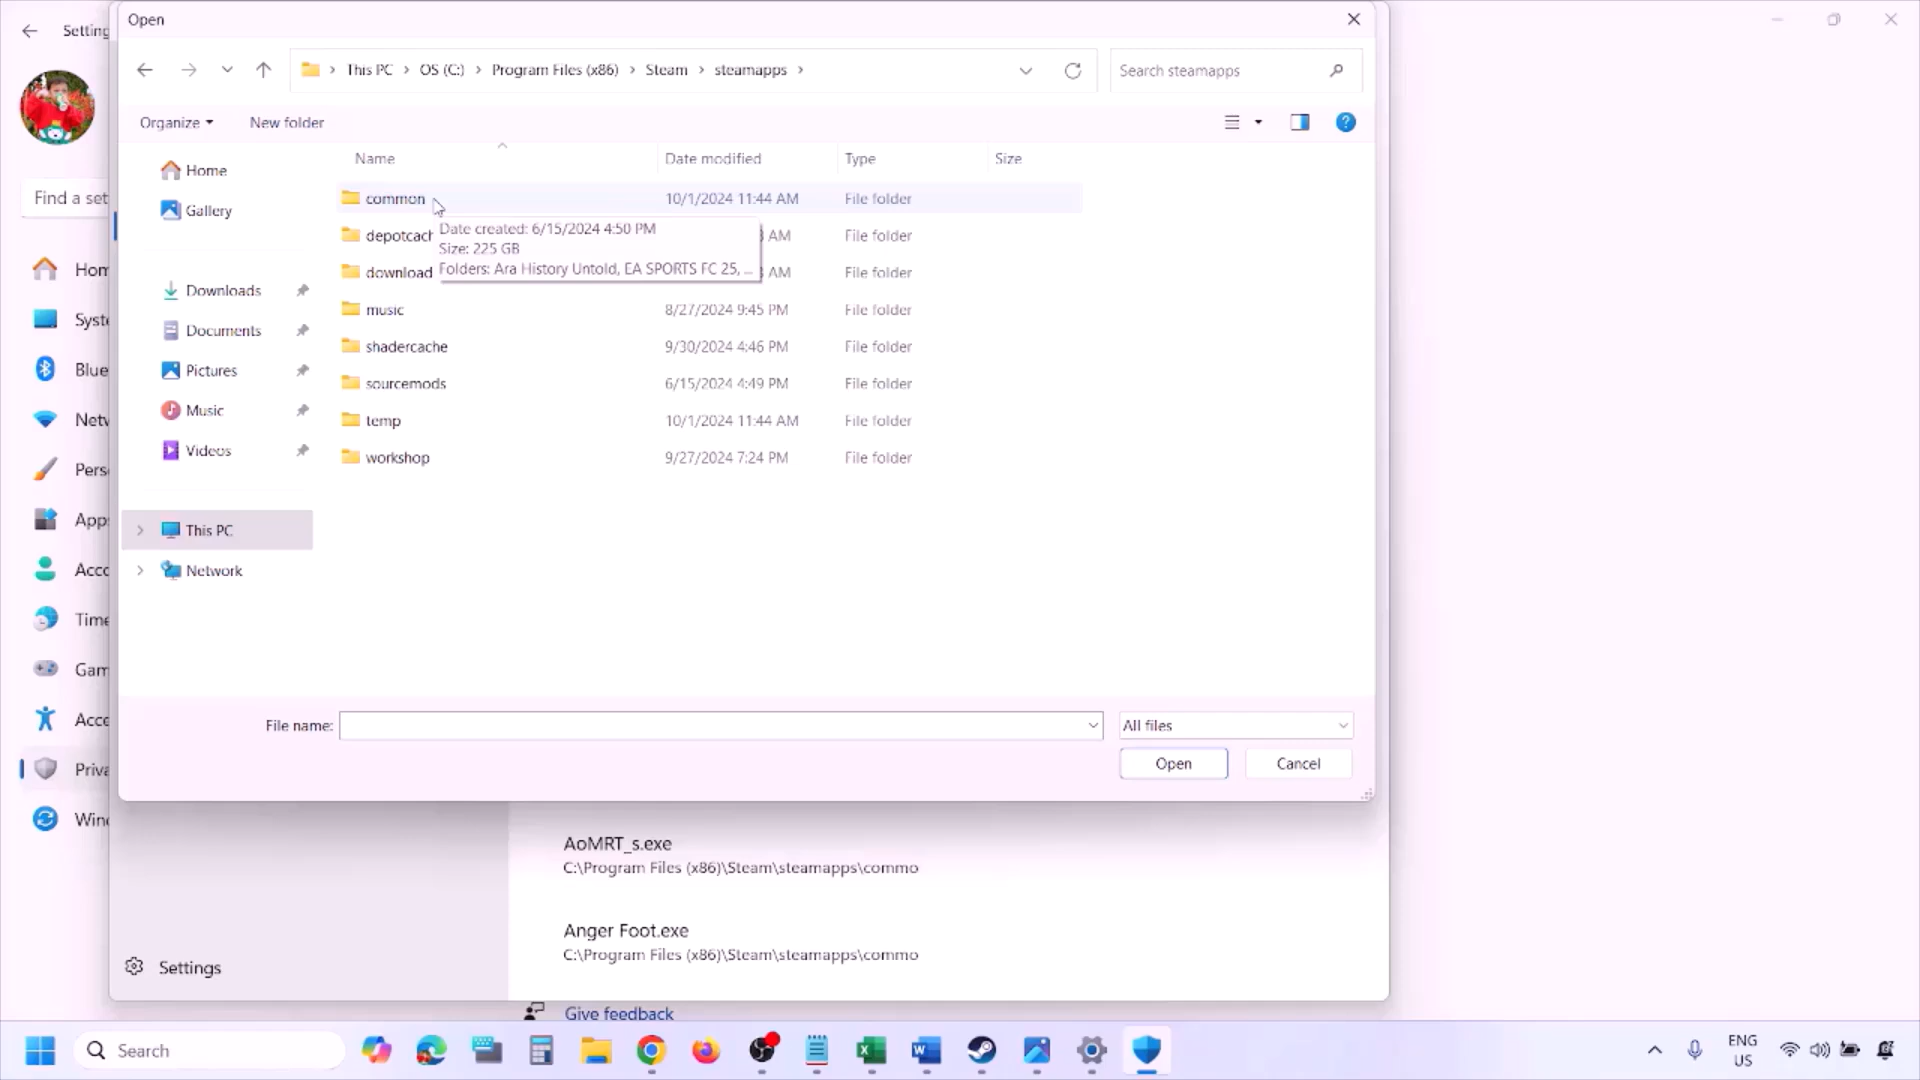 Open
Setting
This PC > OS (C:) > Program Files (x86) > Steam > steamapps >
Search steamapps
Organize
New folder
Name
Date modified
Type
Size
Home
Gallery
Downloads
Documents
Pictures
Music
Videos
This PC
Network
common 10/1/2024 11:44 AM File folder
depotcach AM File folder
download AM File folder
music 8/27/2024 9:45 PM File folder
shadercache 9/30/2024 4:46 PM File folder
sourcemods 6/15/2024 4:49 PM File folder
temp 10/1/2024 11:44 AM File folder
workshop 9/27/2024 7:24 PM File folder
Date created: 6/15/2024 4:50 PM
Size: 225 GB
Folders: Ara History Untold, EA SPORTS FC 25, ...
File name:
All files
Open
Cancel
Find a set
Hom
Syste
Blue
Netw
Perso
Apps
Acco
Time
Gam
Acce
Priva
Wind
AoMRT_s.exe
C:\Program Files (x86)\Steam\steamapps\commo
Anger Foot.exe
C:\Program Files (x86)\Steam\steamapps\commo
Settings
Give feedback
Search
ENG
US